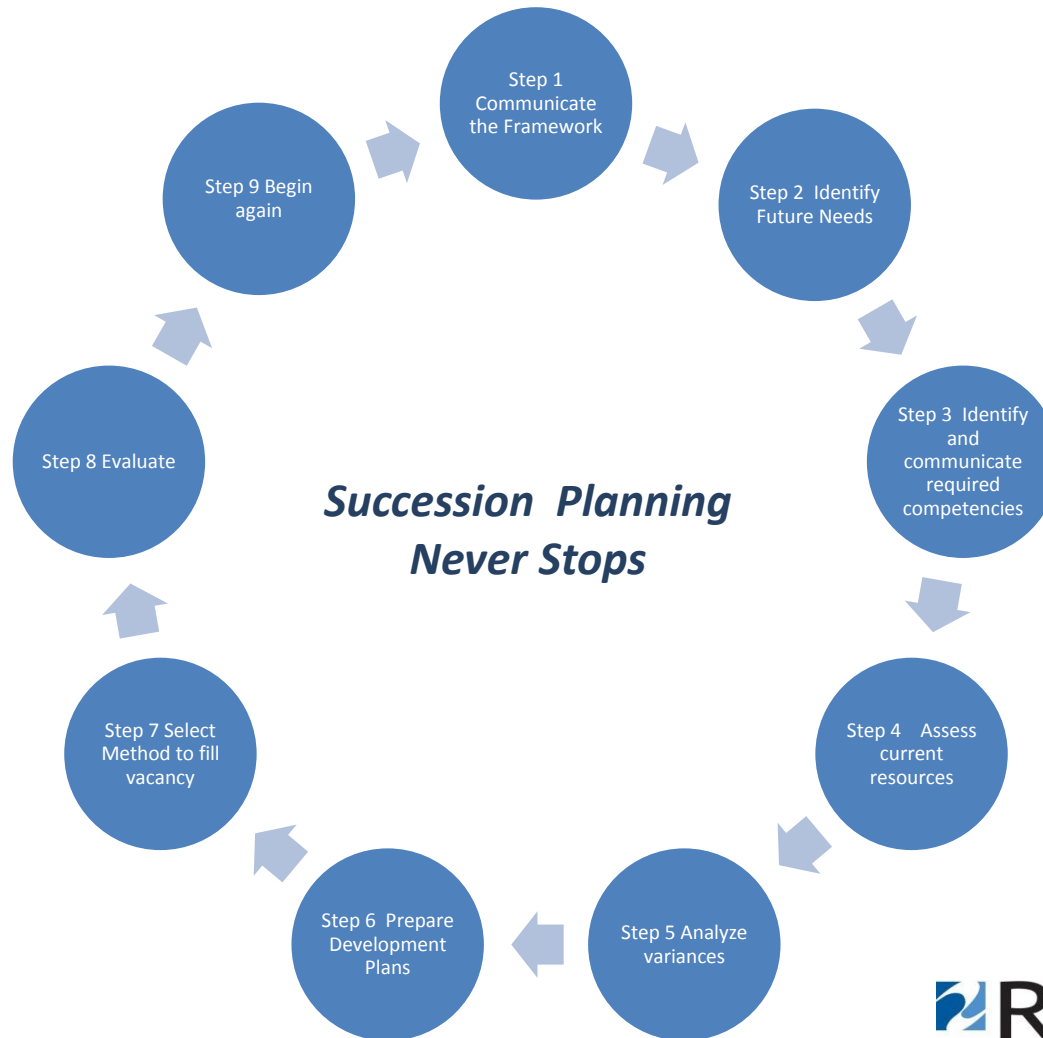 Step 1
Communicate
the Framework
Step 2  Identify
Future Needs
Step 3  Identify
and
communicate
required
competencies
Step 4    Assess
current
resources
Step 5 Analyze
variances
Step 6  Prepare
Development
Plans
Step 7 Select
Method to fill
vacancy
Step 8 Evaluate
Step 9 Begin
again
Succession  Planning
Never Stops
R